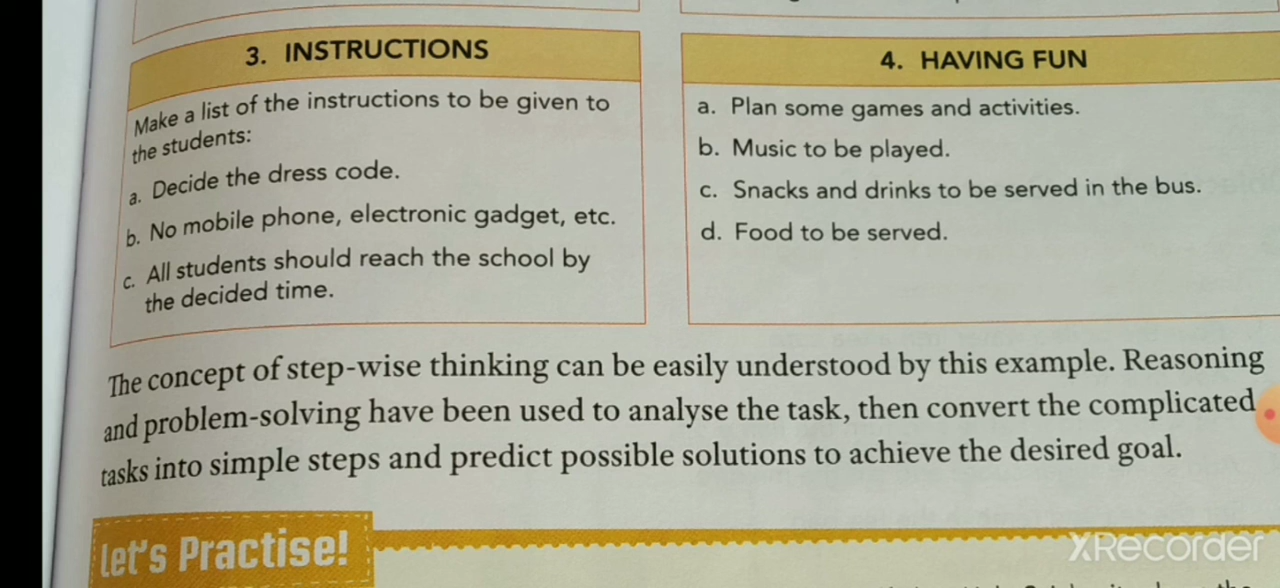 3. INSTRUCTIONS
Make a list of the instructions to be given to
the students:
a. Decide the dress code.
b. No mobile phone, electronic gadget, etc.
c. All students should reach the school by
the decided time.
4. HAVING FUN
a. Plan some games and activities.
b. Music to be played.
c. Snacks and drinks to be served in the bus.
d. Food to be served.
The concept of step-wise thinking can be easily understood by this example. Reasoning
and problem-solving have been used to analyse the task, then convert the complicated
tasks into simple steps and predict possible solutions to achieve the desired goal.
Let's Practise!
XRecorder